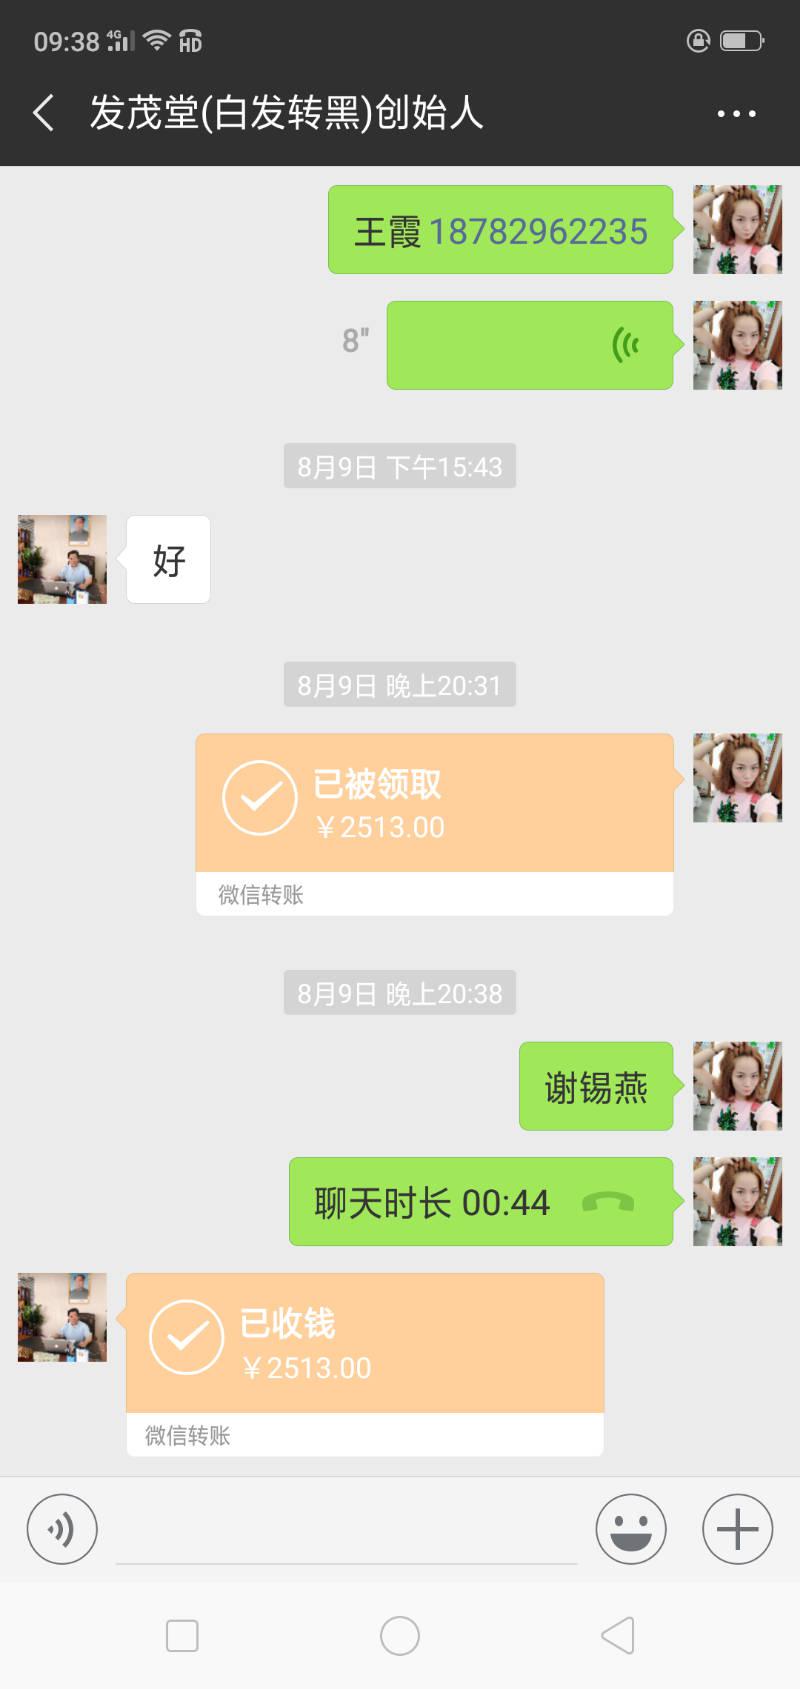 09:38 4G HD
发茂堂(白发转黑)创始人
王霞 18782962235
8"
8月9日 下午15:43
好
8月9日 晚上20:31
已被领取
￥2513.00
微信转账
8月9日 晚上20:38
谢锡燕
聊天时长 00:44
已收钱
￥2513.00
微信转账